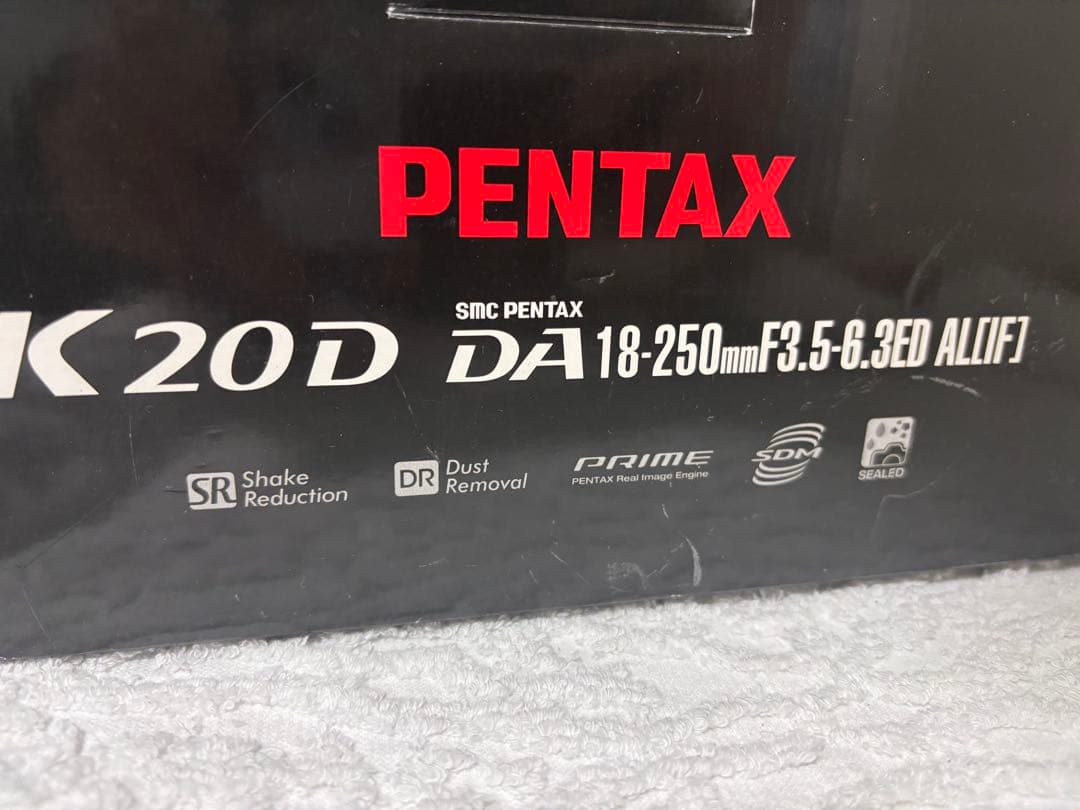 PENTAX
K20D smc PENTAX DA 18-250mmF3.5-6.3ED AL[IF]
SR Shake Reduction
DR Dust Removal
PRIME
PENTAX Real Image Engine
SDM
SEALED